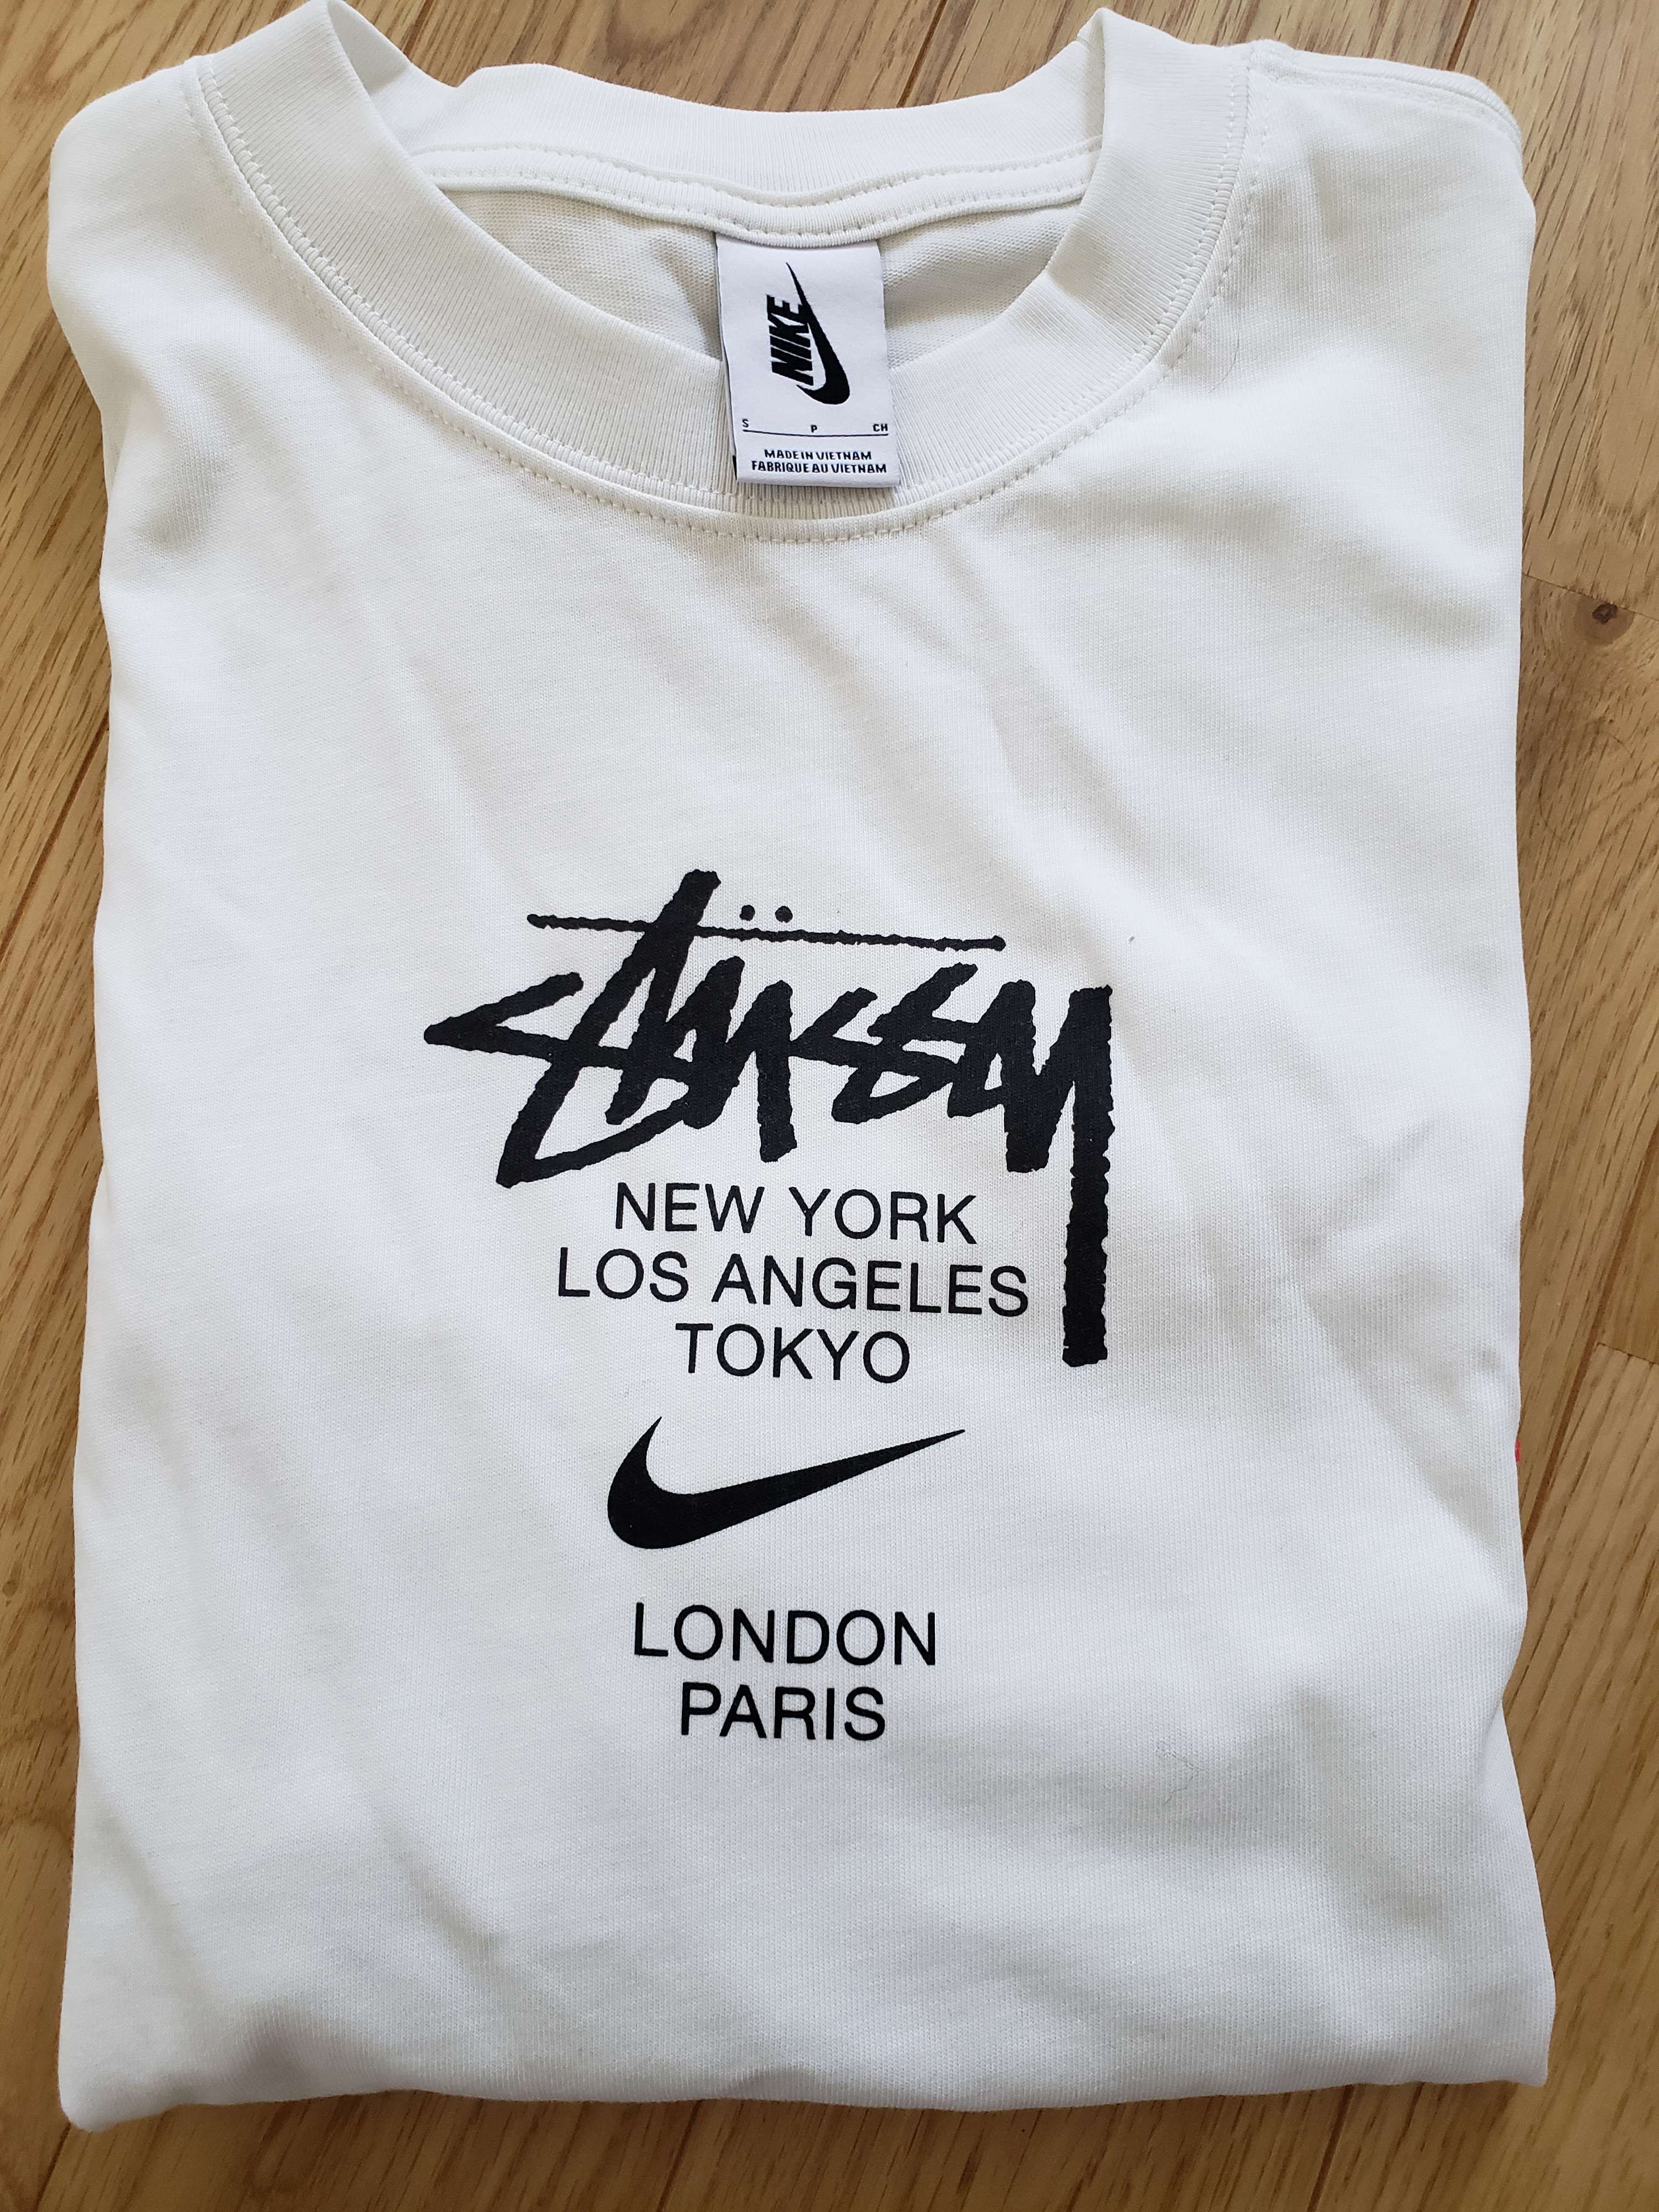 NIKE
S P CH
MADE IN VIETNAM
FABRIQUE AU VIETNAM
Stüssy
NEW YORK
LOS ANGELES
TOKYO
LONDON
PARIS